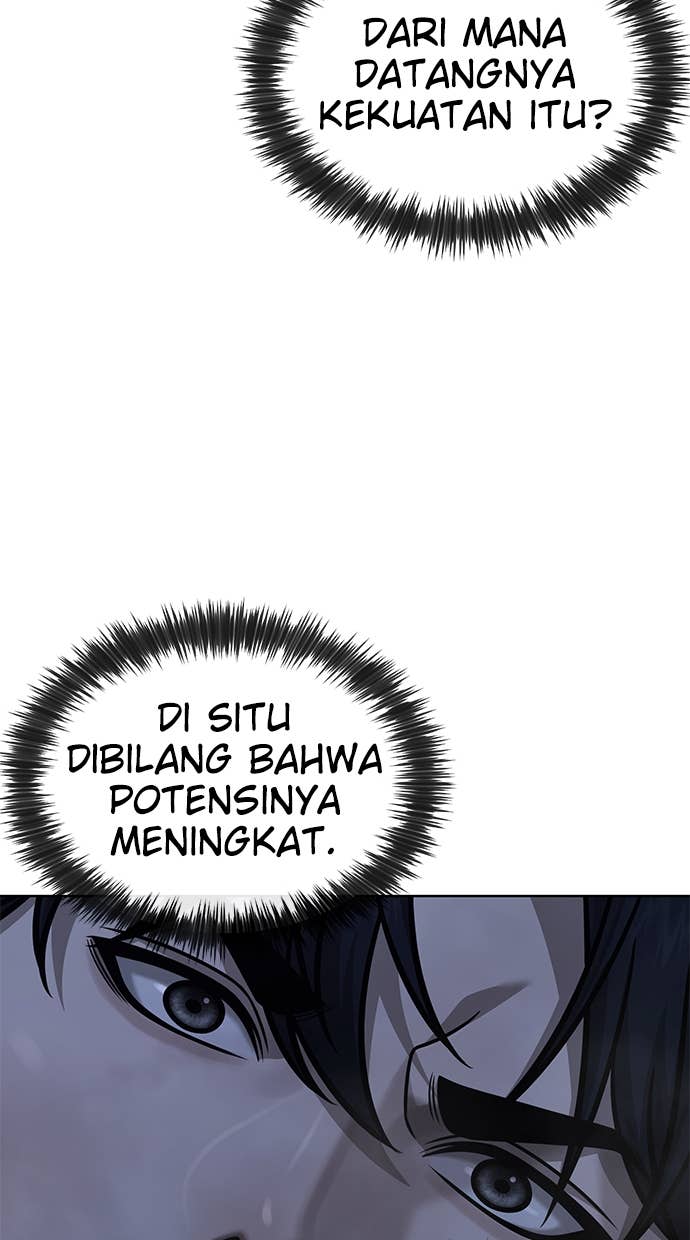 DARI MANA
DATANGNYA
KEKUATAN ITU?
DI SITU
DIBILANG BAHWA
POTENSINYA
MENINGKAT.